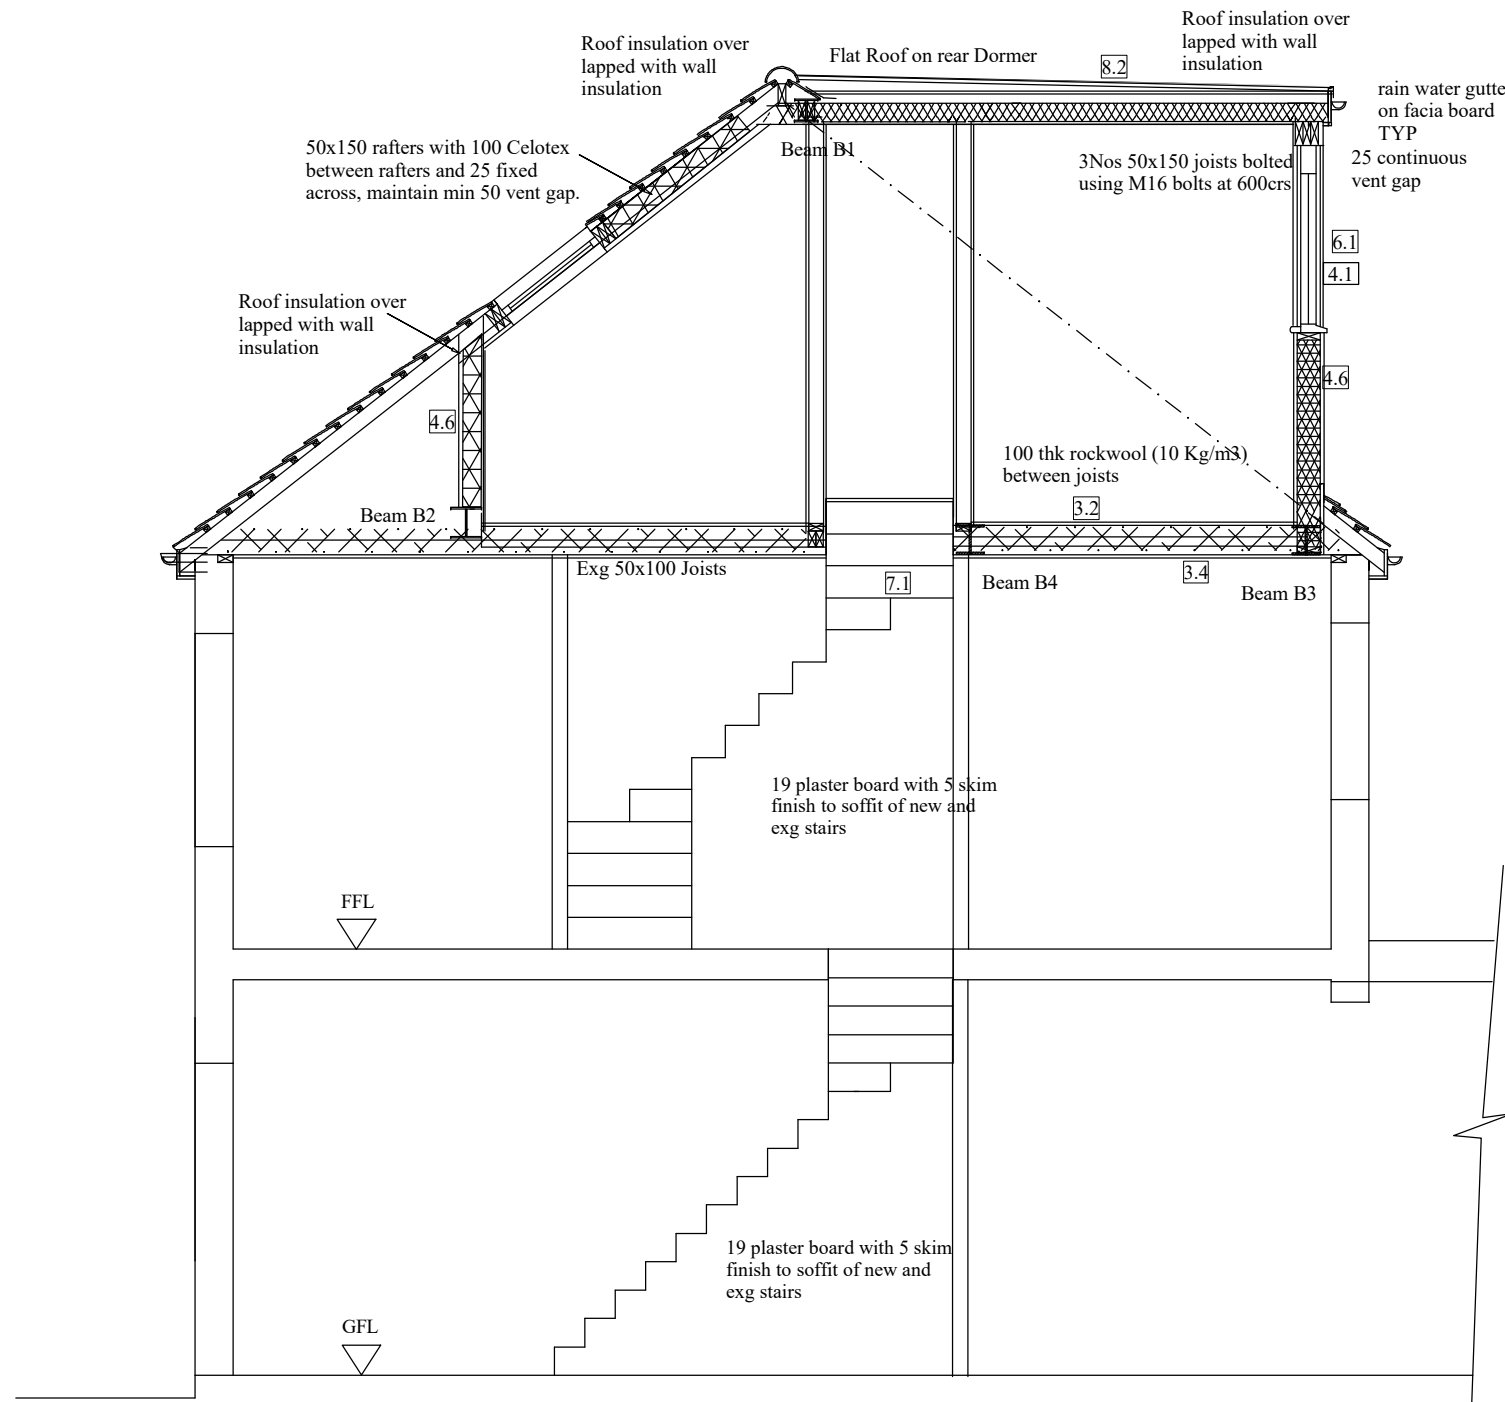 Roof insulation over
lapped with wall
insulation
Flat Roof on rear Dormer
Roof insulation over
lapped with wall
insulation
8.2
rain water gutte
on facia board
TYP
25 continuous
vent gap
50x150 rafters with 100 Celotex
between rafters and 25 fixed
across, maintain min 50 vent gap.
Beam B1
3Nos 50x150 joists bolted
using M16 bolts at 600crs
6.1
4.1
Roof insulation over
lapped with wall
insulation
4.6
4.6
100 thk rockwool (10 Kg/m3)
between joists
3.2
Beam B2
Exg 50x100 Joists
7.1
Beam B4
3.4
Beam B3
19 plaster board with 5 skim
finish to soffit of new and
exg stairs
FFL
19 plaster board with 5 skim
finish to soffit of new and
exg stairs
GFL